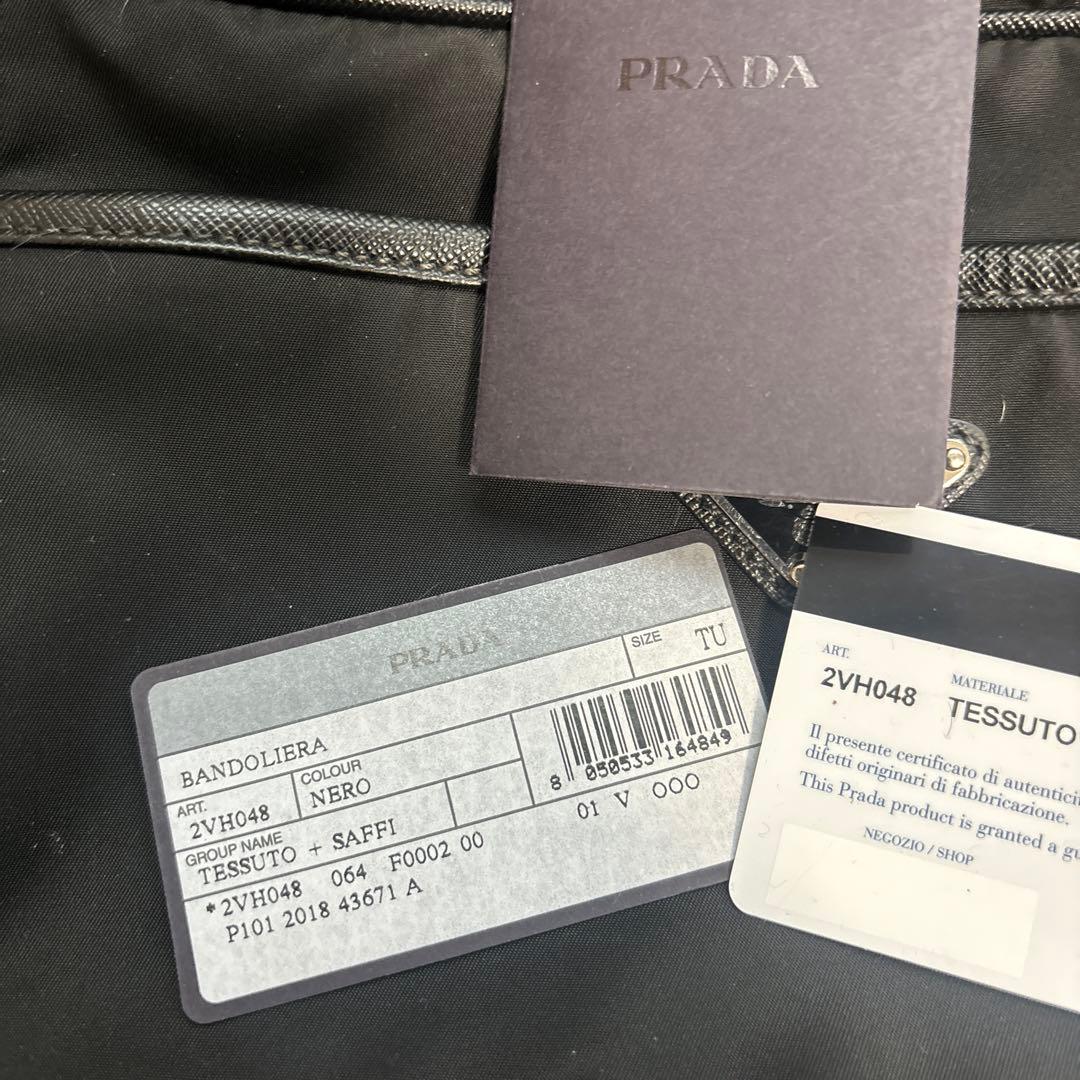 PRADA
PRADA
SIZE TU
BANDOLIERA
ART. 2VH048
COLOUR NERO
8 050533 164849
GROUP NAME
TESSUTO + SAFFI
01 V 000
*2VH048 064 F0002 00
P101 2018 43671 A
ART. MATERIALE
2VH048 TESSUTO
Il presente certificato di
difetti originari di fabbricazione.
This Prada product is granted a
NEGOZIO / SHOP